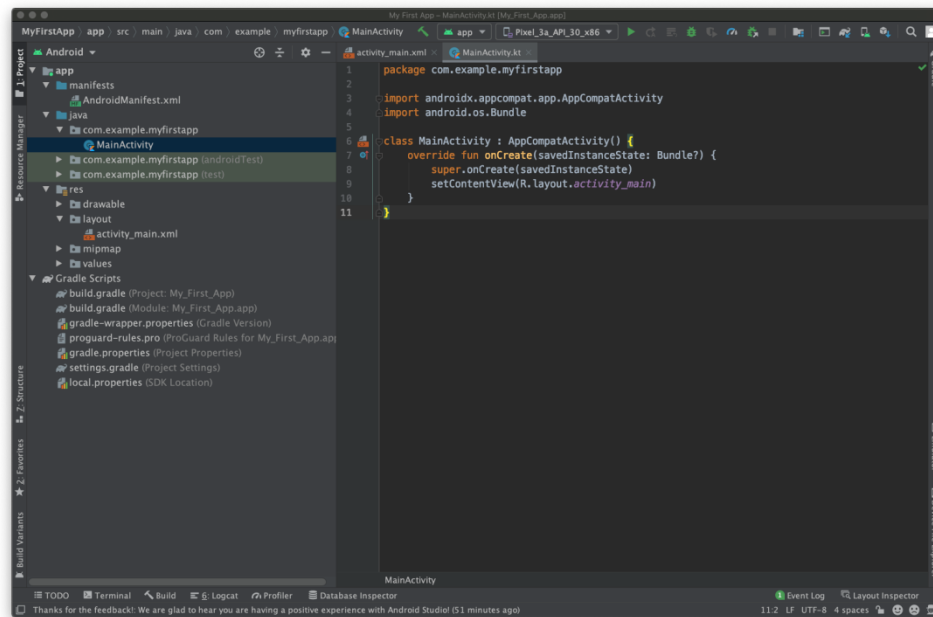 My First App – MainActivity.kt [My_First_App.app]
MyFirstApp app src main java com example myfirstapp MainActivity app Pixel_3a_API_30_x86
1: Project
Resource Manager
Z: Structure
2: Favorites
Build Variants
Android
app
manifests
AndroidManifest.xml
java
com.example.myfirstapp
MainActivity
com.example.myfirstapp (androidTest)
com.example.myfirstapp (test)
res
drawable
layout
activity_main.xml
mipmap
values
Gradle Scripts
build.gradle (Project: My_First_App)
build.gradle (Module: My_First_App.app)
gradle-wrapper.properties (Gradle Version)
proguard-rules.pro (ProGuard Rules for My_First_App.app
gradle.properties (Project Properties)
settings.gradle (Project Settings)
local.properties (SDK Location)
activity_main.xml MainActivity.kt
1 package com.example.myfirstapp
2
3 import androidx.appcompat.app.AppCompatActivity
4 import android.os.Bundle
5
6 class MainActivity : AppCompatActivity() {
7 override fun onCreate(savedInstanceState: Bundle?) {
8 super.onCreate(savedInstanceState)
9 setContentView(R.layout.activity_main)
10 }
11 }
MainActivity
TODO Terminal Build 6: Logcat Profiler Database Inspector 1 Event Log Layout Inspector
Thanks for the feedback!: We are glad to hear you are having a positive experience with Android Studio! (51 minutes ago) 11:2 LF UTF-8 4 spaces